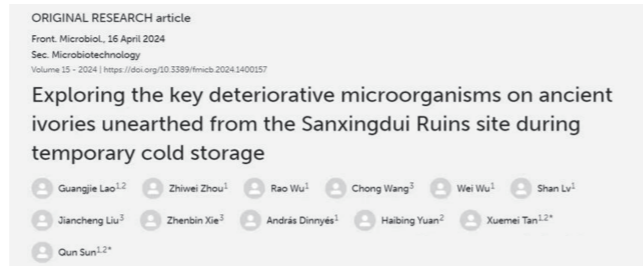 ORIGINAL RESEARCH article
Front. Microbiol., 16 April 2024
Sec. Microbiotechnology
Volume 15 - 2024 | https://doi.org/10.3389/fmicb.2024.1400157
Exploring the key deteriorative microorganisms on ancient
ivories unearthed from the Sanxingdui Ruins site during
temporary cold storage
Guangjie Lao1,2 Zhiwei Zhou1 Rao Wu1 Chong Wang3 Wei Wu1 Shan Lv1
Jiancheng Liu3 Zhenbin Xie3 András Dinnyés1 Haibing Yuan2 Xuemei Tan1,2*
Qun Sun1,2*